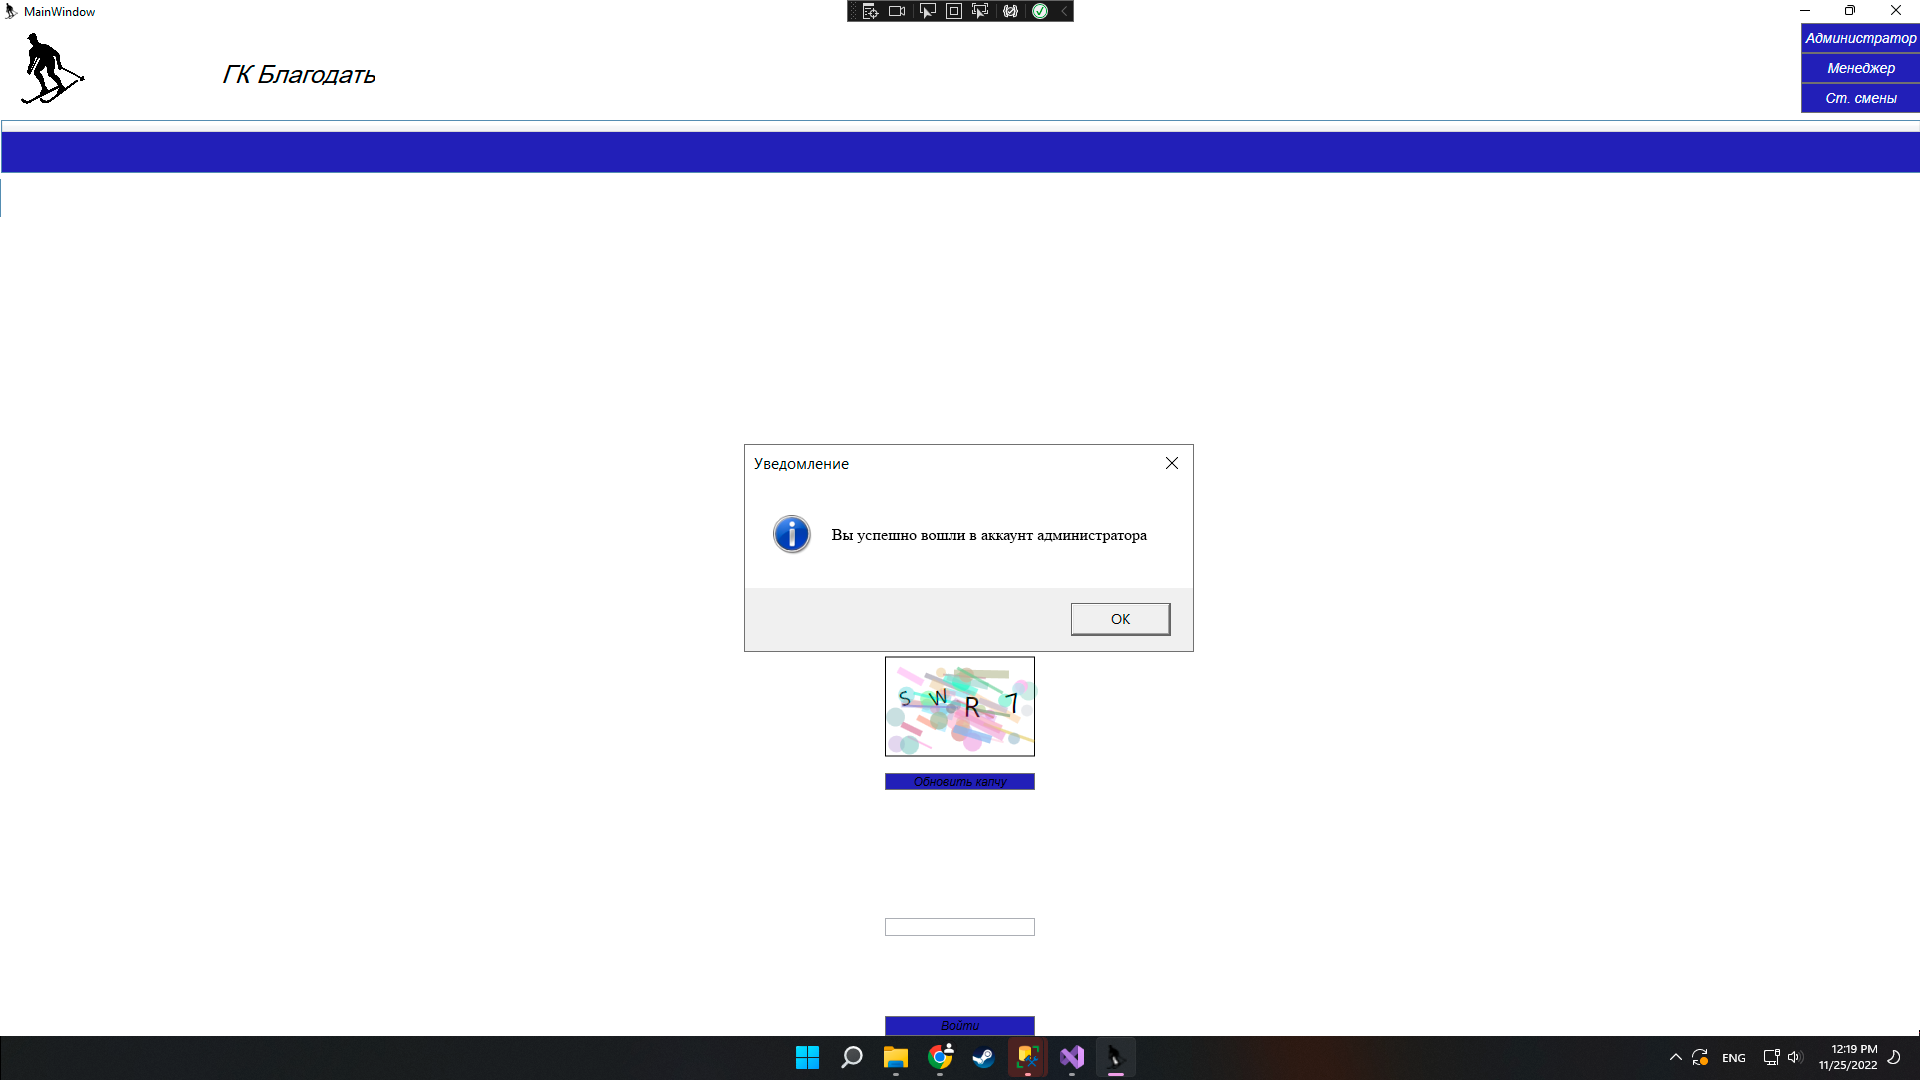 MainWindow
ГК Благодать
Администратор
Менеджер
Ст. смены
Уведомление
Вы успешно вошли в аккаунт администратора
OK
S W R 7
Обновить капчу
Войти
ENG
12:19 PM
11/25/2022